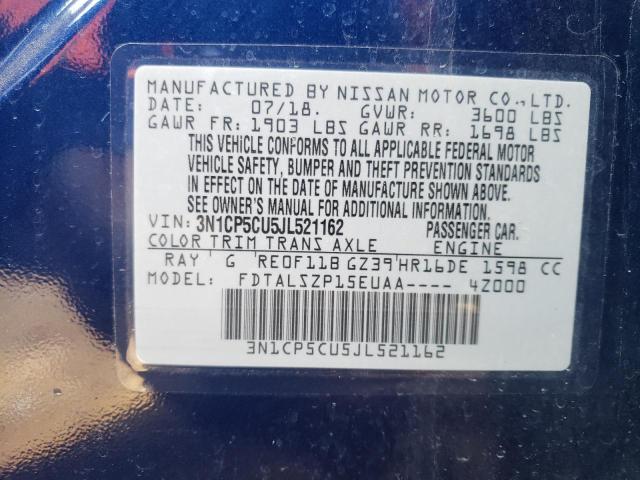 MANUFACTURED BY NISSAN MOTOR CO.,LTD.
DATE: 07/18. GVWR: 3600 LBS
GAWR FR: 1903 LBS GAWR RR: 1698 LBS
THIS VEHICLE CONFORMS TO ALL APPLICABLE FEDERAL MOTOR
VEHICLE SAFETY, BUMPER AND THEFT PREVENTION STANDARDS
IN EFFECT ON THE DATE OF MANUFACTURE SHOWN ABOVE.
SEE OWNER'S MANUAL FOR ADDITIONAL INFORMATION.
VIN: 3N1CP5CU5JL521162 PASSENGER CAR.
COLOR TRIM TRANS AXLE ENGINE
RAY G RE0F11B GZ39 HR16DE 1598 CC
MODEL: FDTALSZP15EUAA---- 4Z000
3N1CP5CU5JL521162